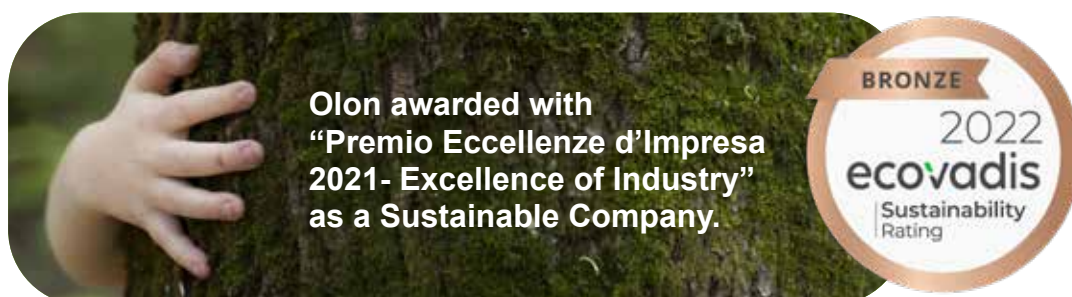 Olon awarded with
“Premio Eccellenze d’Impresa
2021- Excellence of Industry”
as a Sustainable Company.
BRONZE
2022
ecovadis
Sustainability
Rating